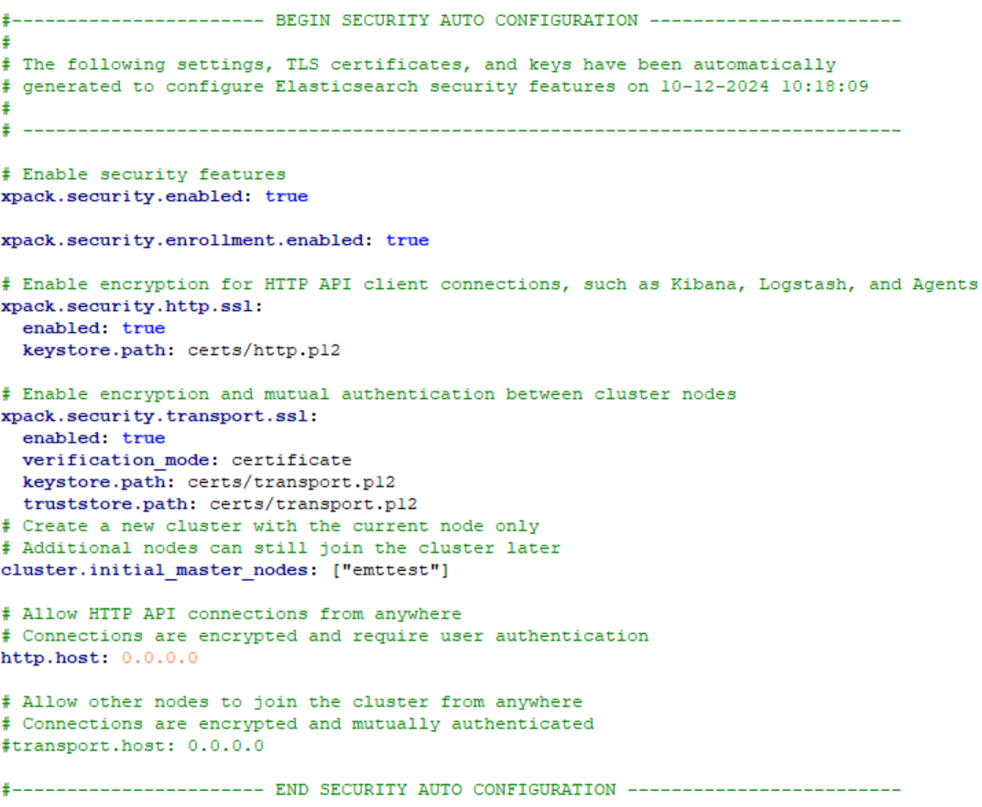 #----------------------- BEGIN SECURITY AUTO CONFIGURATION -----------------------
#
# The following settings, TLS certificates, and keys have been automatically
# generated to configure Elasticsearch security features on 10-12-2024 10:18:09
#
# --------------------------------------------------------------------------------
# Enable security features
xpack.security.enabled: true
xpack.security.enrollment.enabled: true
# Enable encryption for HTTP API client connections, such as Kibana, Logstash, and Agents
xpack.security.http.ssl:
  enabled: true
  keystore.path: certs/http.p12
# Enable encryption and mutual authentication between cluster nodes
xpack.security.transport.ssl:
  enabled: true
  verification_mode: certificate
  keystore.path: certs/transport.p12
  truststore.path: certs/transport.p12
# Create a new cluster with the current node only
# Additional nodes can still join the cluster later
cluster.initial_master_nodes: ["emttest"]
# Allow HTTP API connections from anywhere
# Connections are encrypted and require user authentication
http.host: 0.0.0.0
# Allow other nodes to join the cluster from anywhere
# Connections are encrypted and mutually authenticated
#transport.host: 0.0.0.0
#----------------------- END SECURITY AUTO CONFIGURATION -------------------------